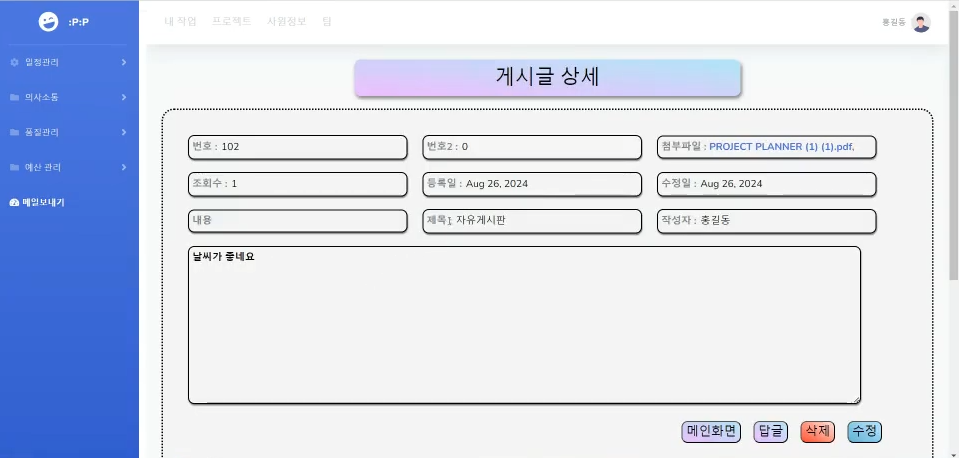 :P:P
내 작업 프로젝트 사원정보 팀
홍길동
일정관리
의사소통
품질관리
예산 관리
메일보내기
게시글 상세
번호 : 102
번호2 : 0
첨부파일 : PROJECT PLANNER (1) (1).pdf,
조회수 : 1
등록일 : Aug 26, 2024
수정일 : Aug 26, 2024
내용
제목1 자유게시판
작성자 : 홍길동
날씨가 좋네요
메인화면 답글 삭제 수정